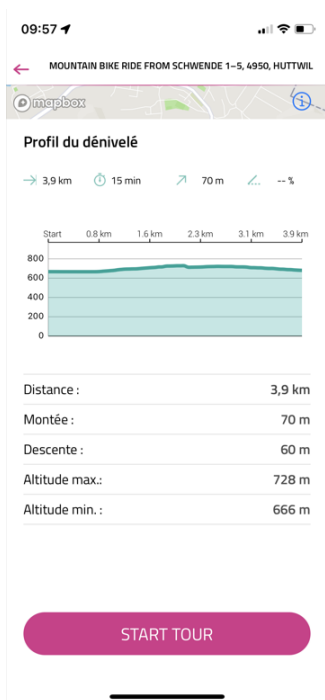 09:57
MOUNTAIN BIKE RIDE FROM SCHWENDE 1–5, 4950, HUTTWIL
mapbox
Profil du dénivelé
3,9 km 15 min 70 m -- %
Start 0.8 km 1.6 km 2.3 km 3.1 km 3.9 km
800
600
400
200
0
Distance : 3,9 km
Montée : 70 m
Descente : 60 m
Altitude max.: 728 m
Altitude min. : 666 m
START TOUR